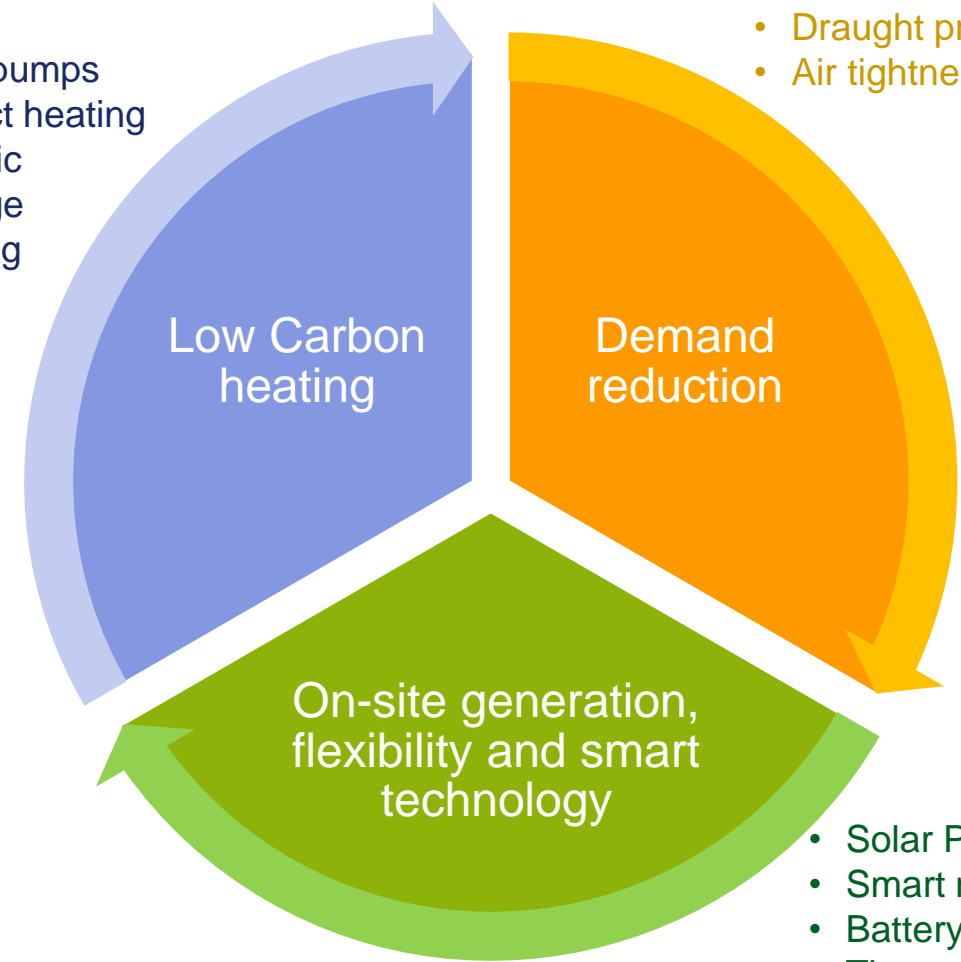 • Draught pr
• Air tightne
pumps
ct heating
ic
ge
g
Low Carbon
heating
Demand
reduction
On-site generation,
flexibility and smart
technology
• Solar P
• Smart r
• Battery